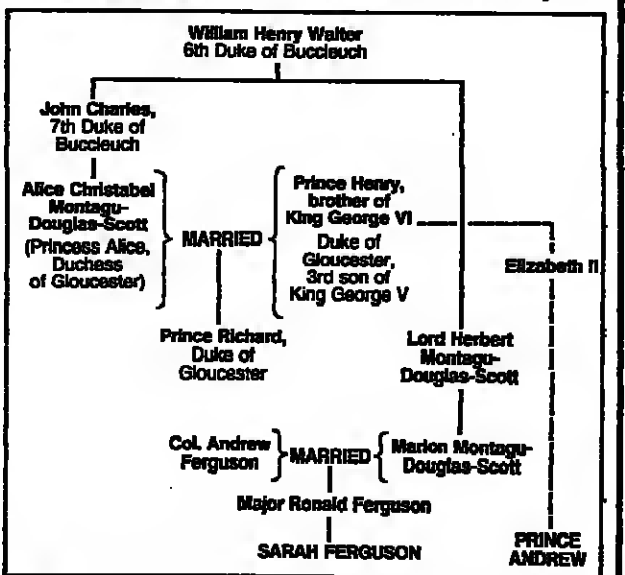 William Henry Walter
6th Duke of Buccleuch
John Charles,
7th Duke of
Buccleuch
Alice Christabel
Montagu-
Douglas-Scott
(Princess Alice,
Duchess
of Gloucester)
MARRIED
Prince Henry,
brother of
King George VI
Duke of
Gloucester,
3rd son of
King George V
Elizabeth II
Prince Richard,
Duke of
Gloucester
Lord Herbert
Montagu-
Douglas-Scott
Col. Andrew
Ferguson
MARRIED
Marion Montagu-
Douglas-Scott
Major Ronald Ferguson
SARAH FERGUSON
PRINCE
ANDREW